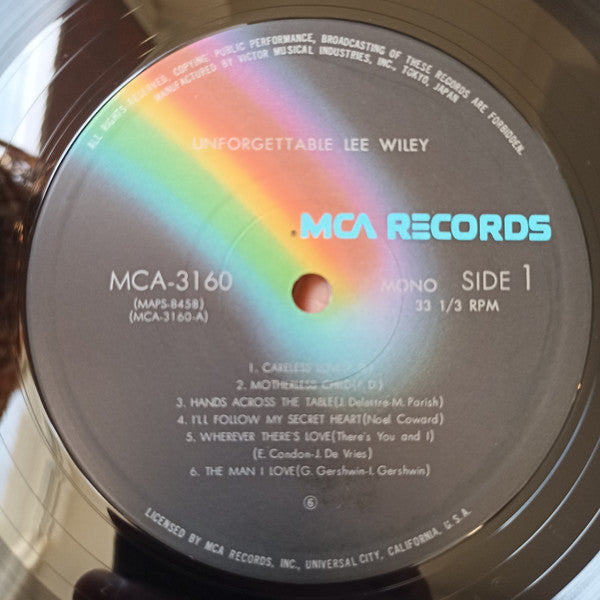 ALL RIGHTS RESERVED. COPYING, PUBLIC PERFORMANCE, BROADCASTING OF THESE RECORDS ARE FORBIDDEN.
MANUFACTURED BY VICTOR MUSICAL INDUSTRIES, INC., TOKYO, JAPAN
UNFORGETTABLE LEE WILEY
MCA RECORDS
MCA-3160 MONO SIDE 1
(MAPS-8458) 33 1/3 RPM
(MCA-3160-A)
1. CARELESS LOVE
2. MOTHERLESS CHILD(P.D.)
3. HANDS ACROSS THE TABLE(J. Delettre-M. Parish)
4. I'LL FOLLOW MY SECRET HEART(Noel Coward)
5. WHEREVER THERE'S LOVE(There's You and I)
(E. Condon-J. De Vries)
6. THE MAN I LOVE(G. Gershwin-I. Gershwin)
6
LICENSED BY MCA RECORDS, INC., UNIVERSAL CITY, CALIFORNIA, U.S.A.